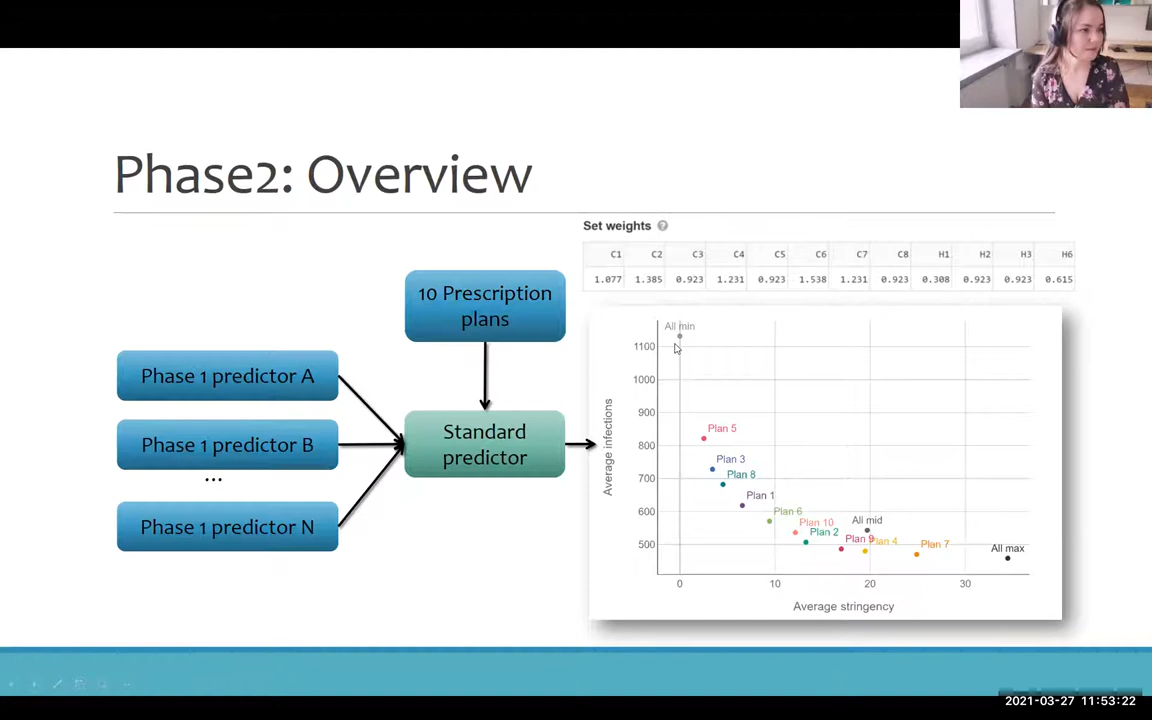 Phase2: Overview
Set weights ?
C1 C2 C3 C4 C5 C6 C7 C8 H1 H2 H3 H6
1.077 1.385 0.923 1.231 0.923 1.538 1.231 0.923 0.308 0.923 0.923 0.615
10 Prescription
plans
Phase 1 predictor A
Phase 1 predictor B
...
Phase 1 predictor N
Standard
predictor
Average infections
1100
1000
900
800
700
600
500
All min
Plan 5
Plan 3
Plan 8
Plan 1
Plan 6
Plan 10
Plan 2
All mid
Plan 9
Plan 4
Plan 7
All max
0 10 20 30
Average stringency
2021-03-27 11:53:22